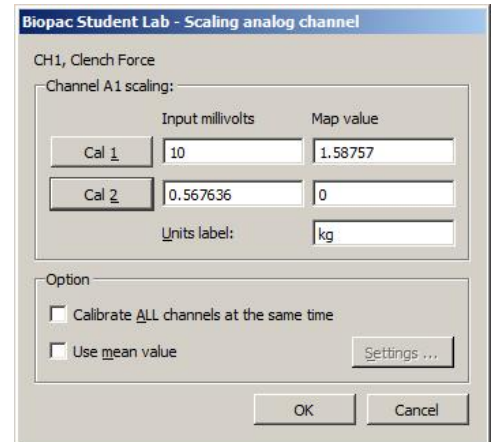 Biopac Student Lab - Scaling analog channel
CH1, Clench Force
Channel A1 scaling:
Input millivolts Map value
Cal 1 10 1.58757
Cal 2 0.567636 0
Units label: kg
Option
Calibrate ALL channels at the same time
Use mean value Settings ...
OK Cancel